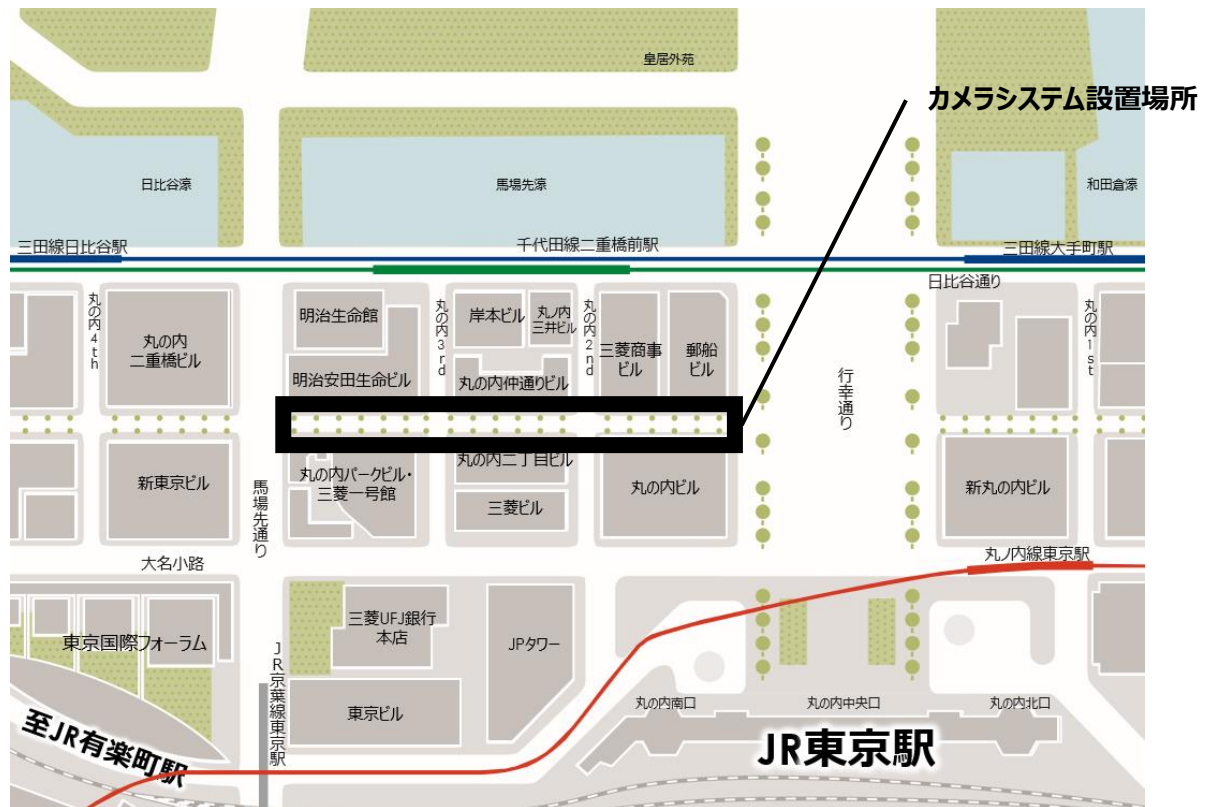 皇居外苑
カメラシステム設置場所
日比谷濠
馬場先濠
和田倉濠
三田線日比谷駅
千代田線二重橋前駅
三田線大手町駅
日比谷通り
丸の内4th
丸の内
二重橋ビル
明治生命館
明治安田生命ビル
丸の内3rd
岸本ビル
丸ノ内
三井ビル
丸の内仲通りビル
丸の内2nd
三菱商事
ビル
郵船
ビル
行幸通り
丸の内1st
新東京ビル
馬場先通り
丸の内パークビル・
三菱一号館
丸の内二丁目ビル
三菱ビル
丸の内ビル
新丸の内ビル
大名小路
丸ノ内線東京駅
東京国際フォーラム
JR京葉線東京駅
三菱UFJ銀行
本店
JPタワー
東京ビル
丸の内南口
丸の内中央口
丸の内北口
至JR有楽町駅
JR東京駅